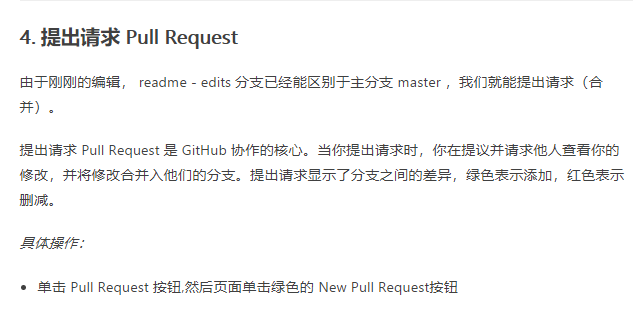 4. 提出请求 Pull Request
由于刚刚的编辑， readme - edits 分支已经能区别于主分支 master ，我们就能提出请求（合
并）。
提出请求 Pull Request 是 GitHub 协作的核心。当你提出请求时，你在提议并请求他人查看你的
修改，并将修改合并入他们的分支。提出请求显示了分支之间的差异，绿色表示添加，红色表示
删减。
具体操作：
• 单击 Pull Request 按钮,然后页面单击绿色的 New Pull Request按钮